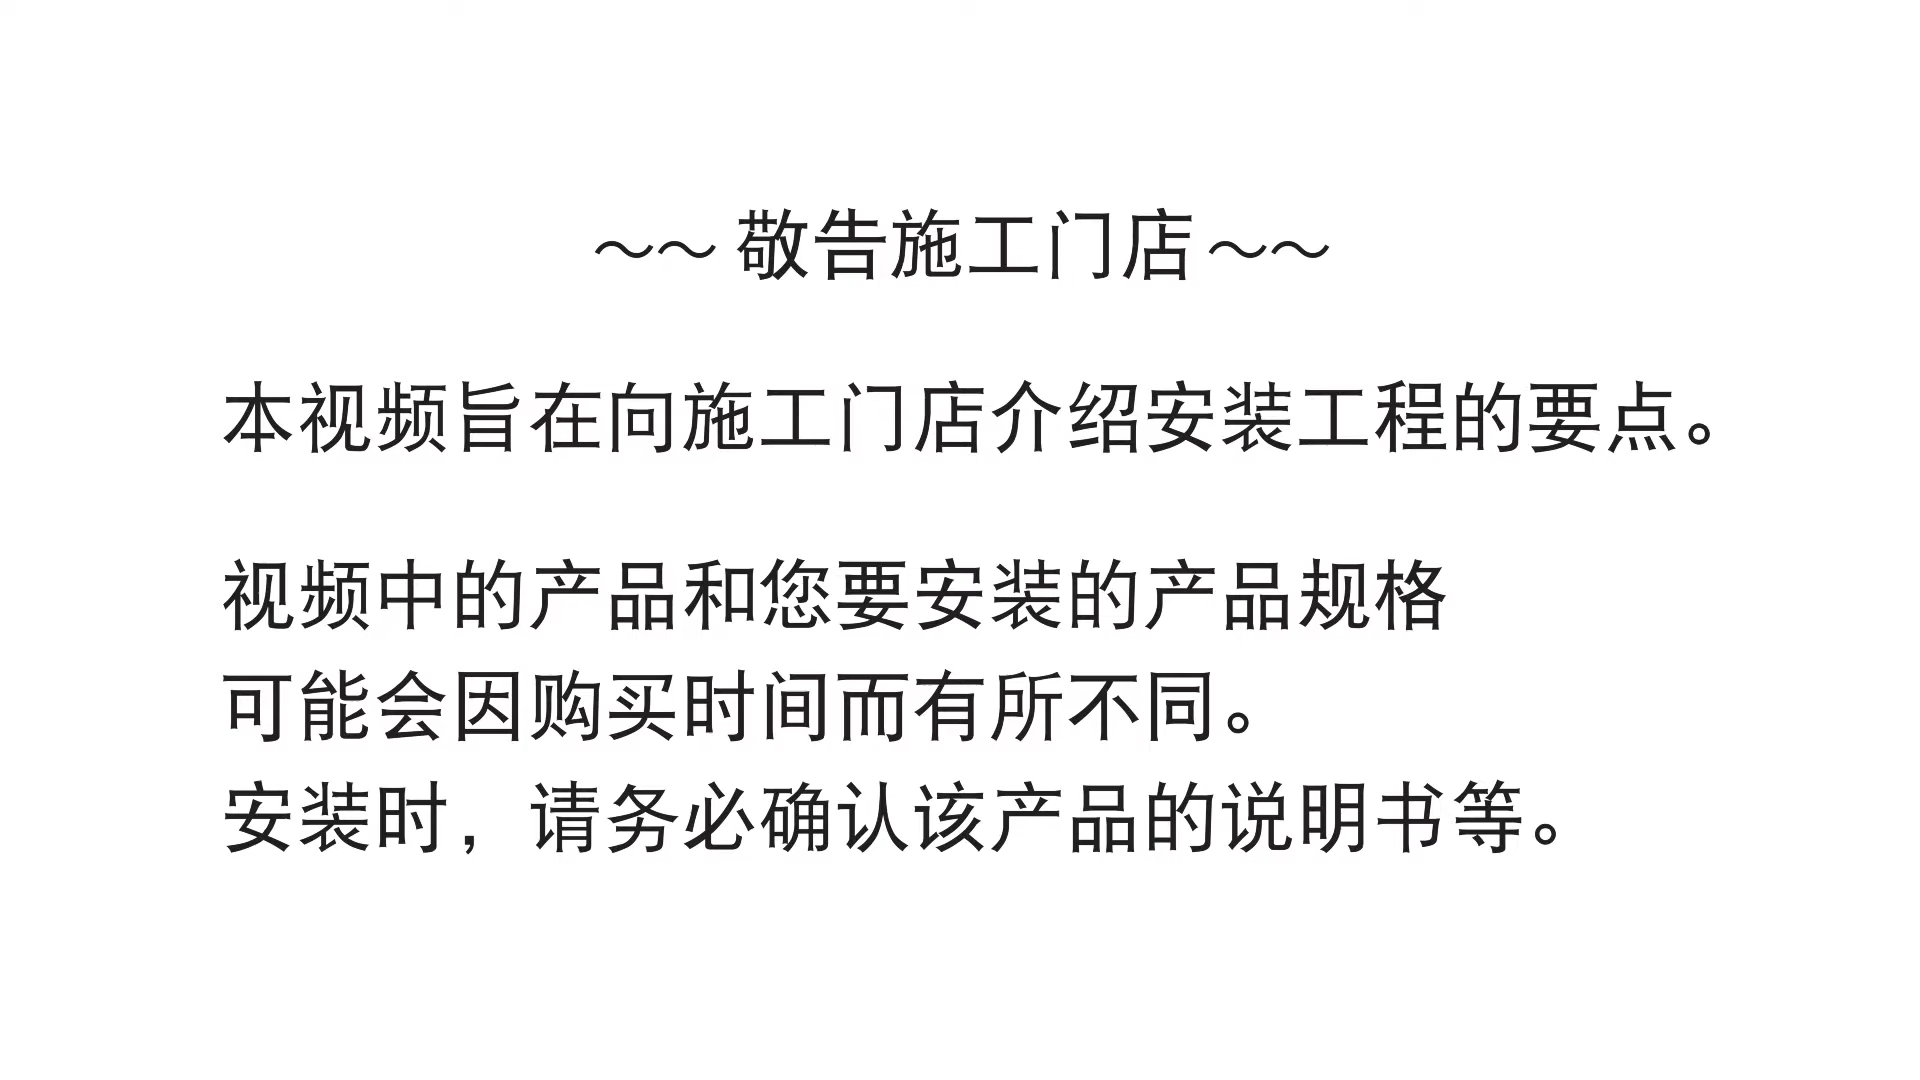 ~~ 敬告施工门店~~
本视频旨在向施工门店介绍安装工程的要点。
视频中的产品和您要安装的产品规格
可能会因购买时间而有所不同。
安装时，请务必确认该产品的说明书等。